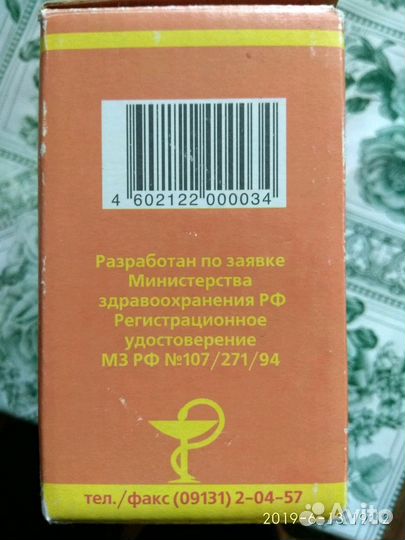 4 602122 000034
Разработан по заявке
Министерства
здравоохранения РФ
Регистрационное
удостоверение
МЗ РФ №107/271/94
тел./факс (09131) 2-04-57
Avito